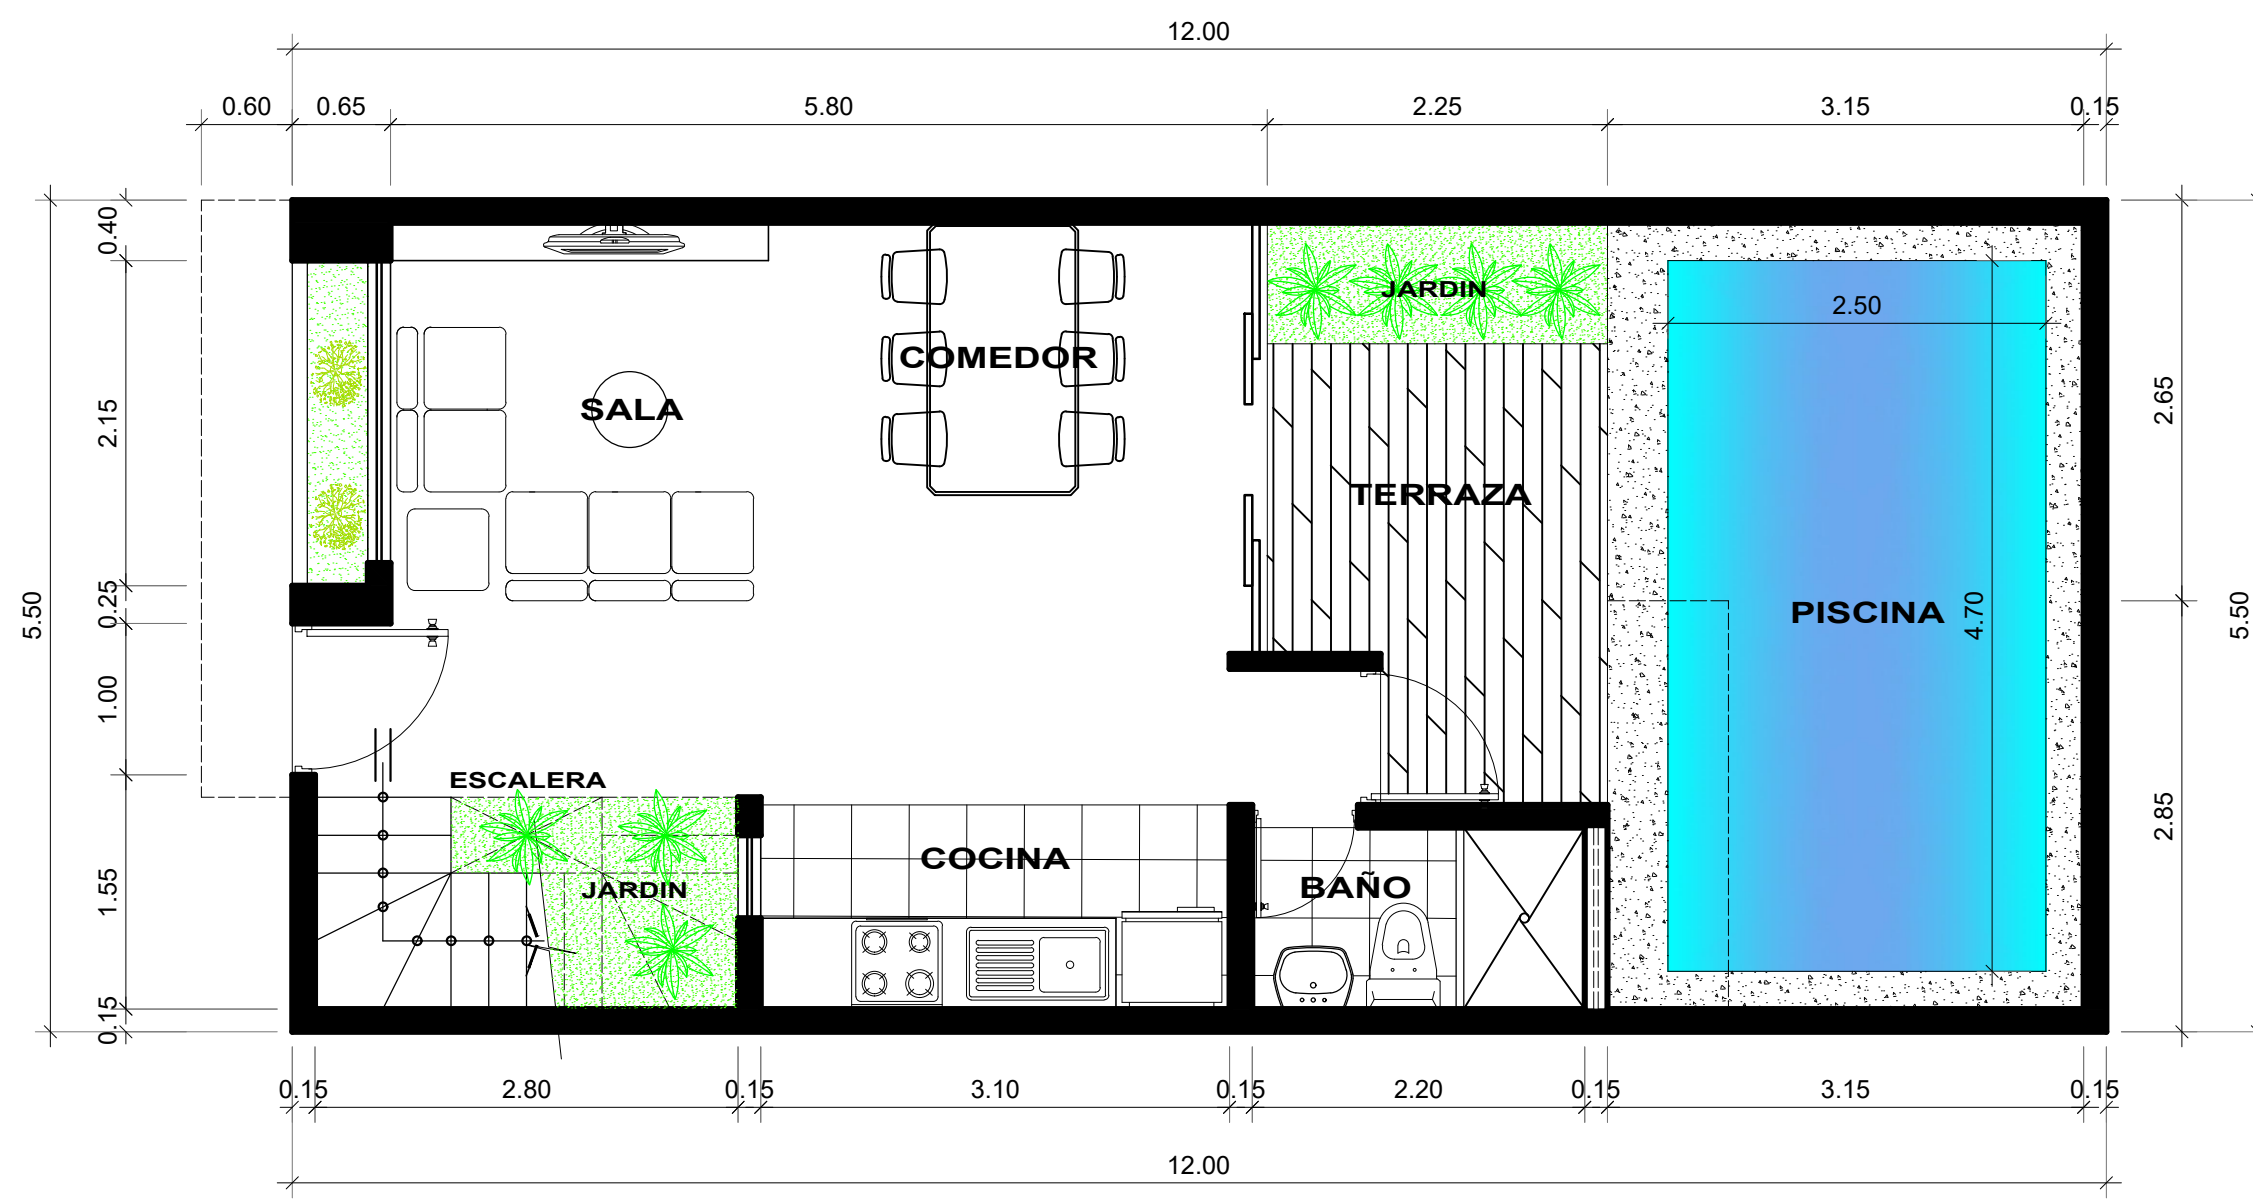 12.00
0.60 0.65 5.80 2.25 3.15 0.15
0.40
2.15
0.25
1.00
1.55
0.15
5.50
JARDIN
2.50
COMEDOR
SALA
TERRAZA
PISCINA
4.70
2.65
2.85
5.50
ESCALERA
COCINA
JARDIN
BAÑO
0.15 2.80 0.15 3.10 0.15 2.20 0.15 3.15 0.15
12.00